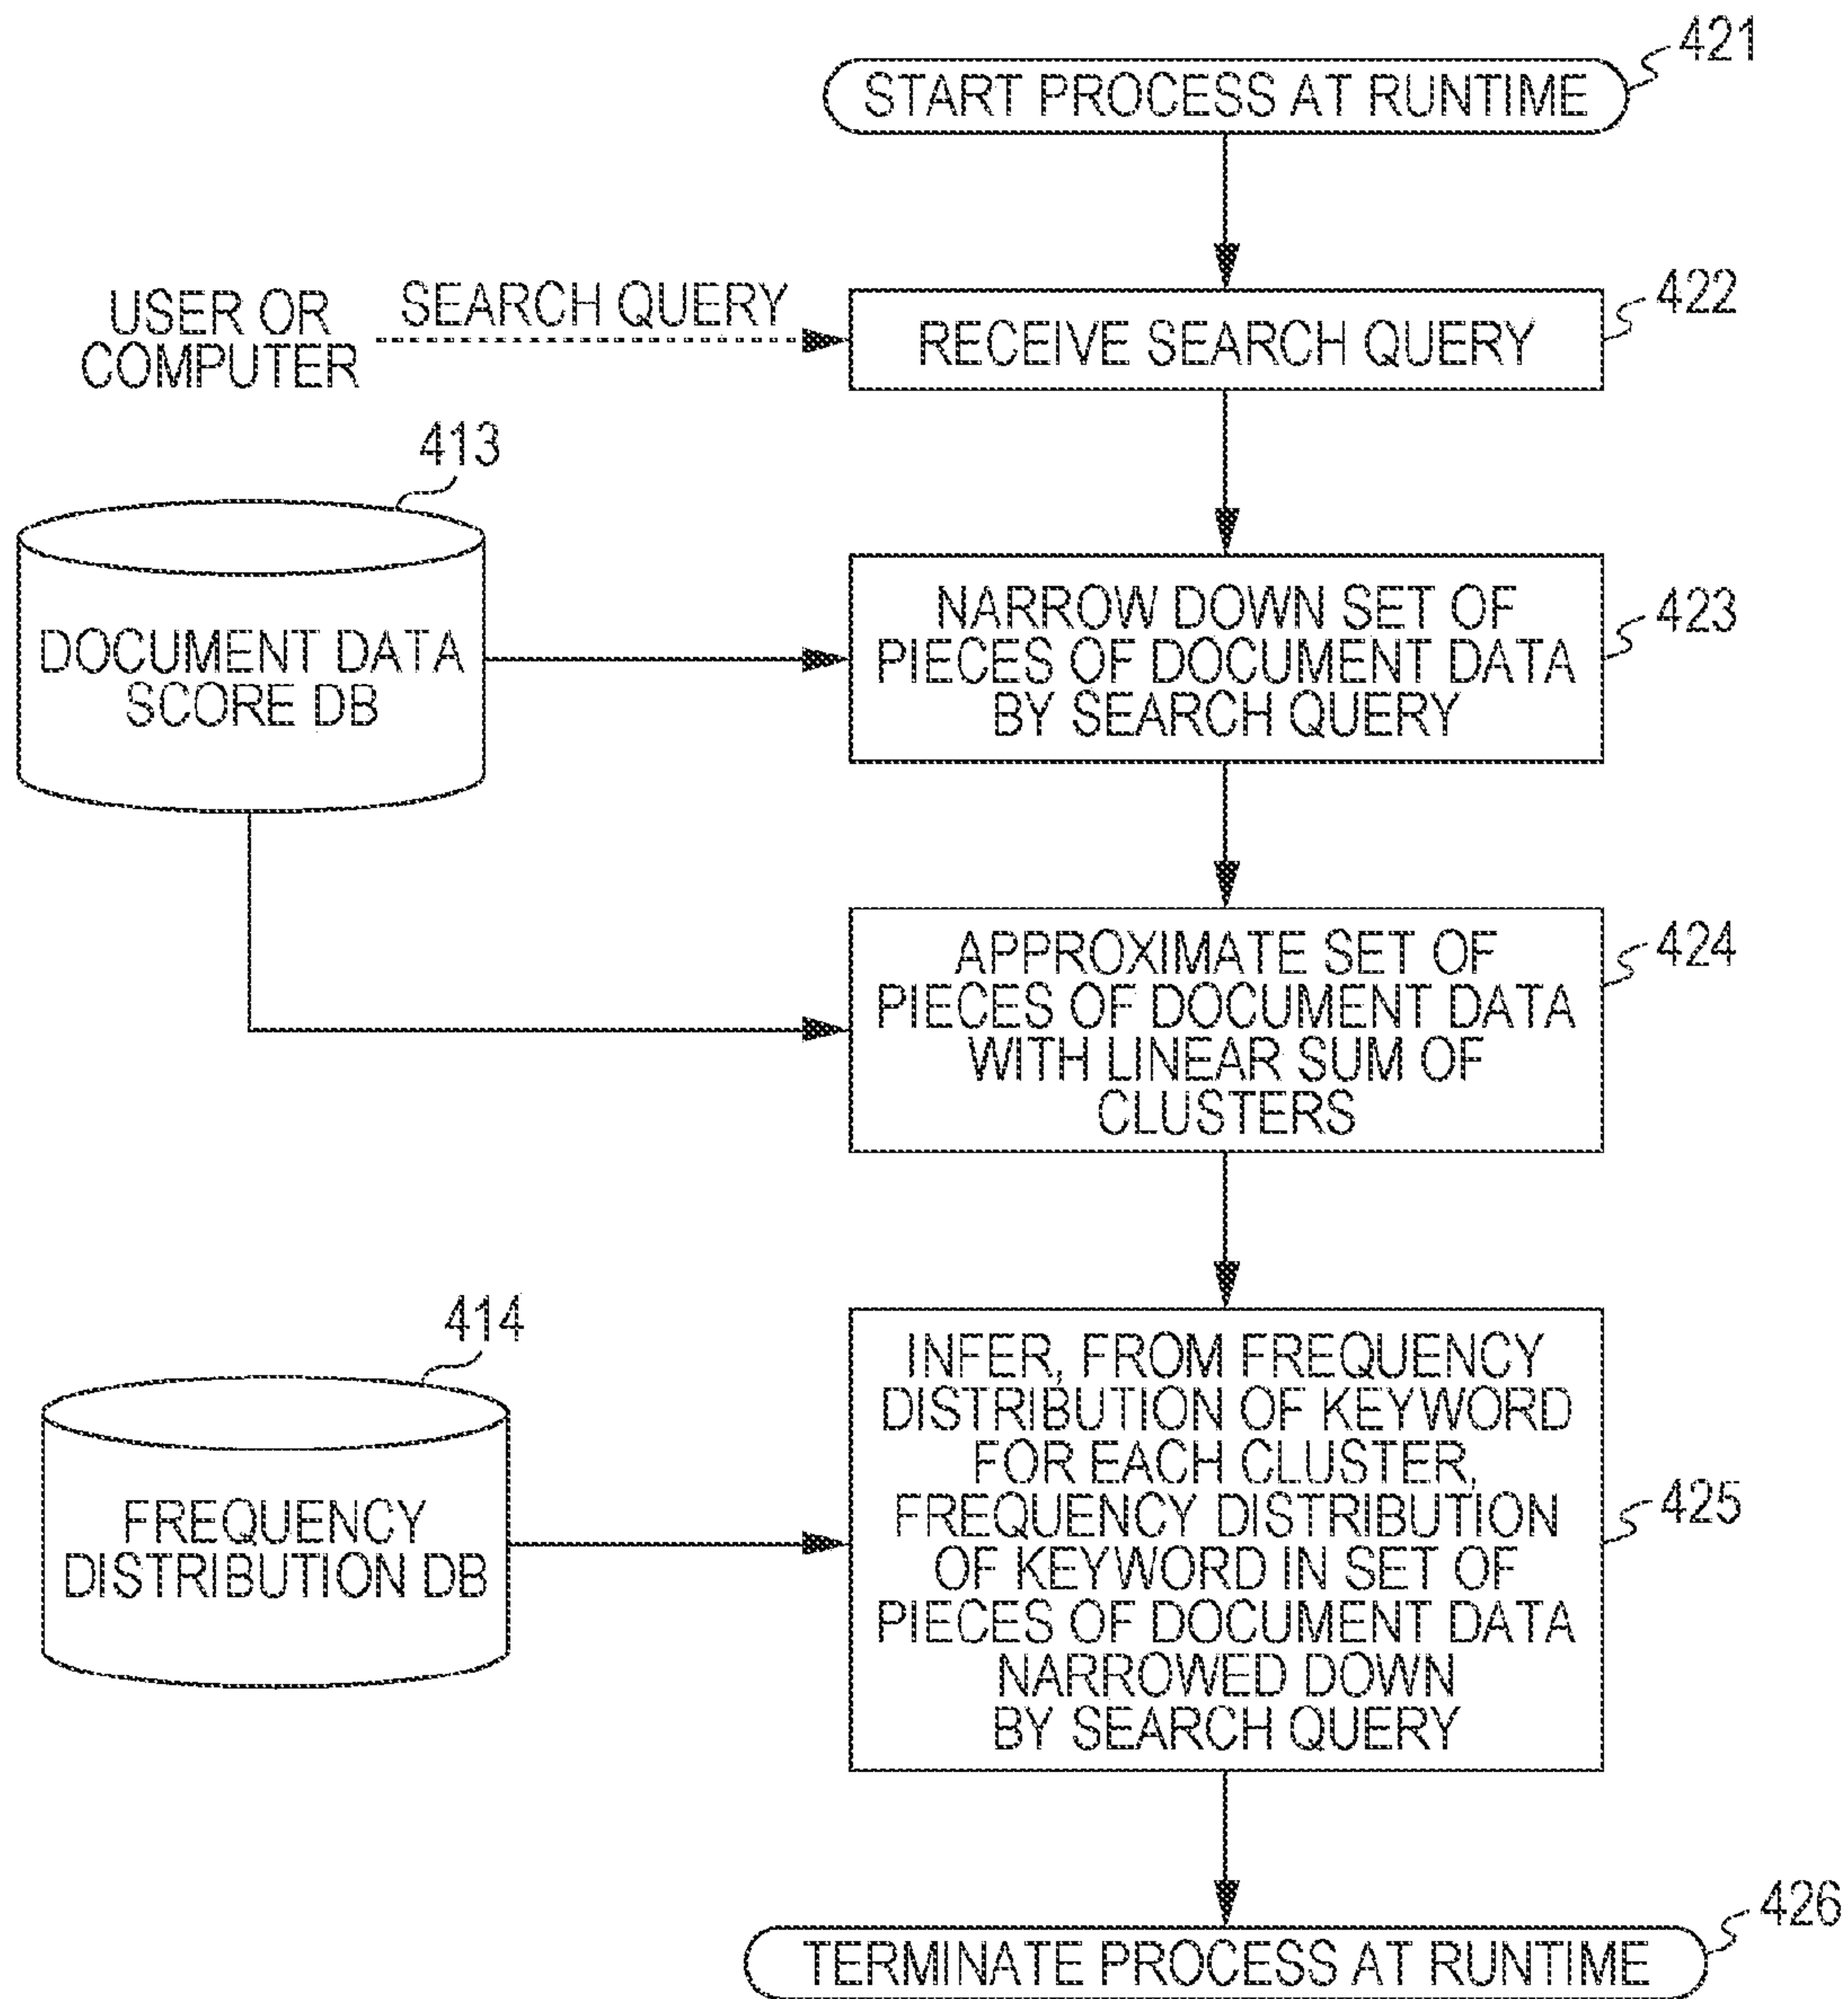 421
START PROCESS AT RUNTIME
USER OR
COMPUTER
SEARCH QUERY
422
RECEIVE SEARCH QUERY
413
DOCUMENT DATA
SCORE DB
423
NARROW DOWN SET OF
PIECES OF DOCUMENT DATA
BY SEARCH QUERY
424
APPROXIMATE SET OF
PIECES OF DOCUMENT DATA
WITH LINEAR SUM OF
CLUSTERS
414
FREQUENCY
DISTRIBUTION DB
INFER, FROM FREQUENCY
DISTRIBUTION OF KEYWORD
FOR EACH CLUSTER,
FREQUENCY DISTRIBUTION
OF KEYWORD IN SET OF
PIECES OF DOCUMENT DATA
NARROWED DOWN
BY SEARCH QUERY
425
426
TERMINATE PROCESS AT RUNTIME